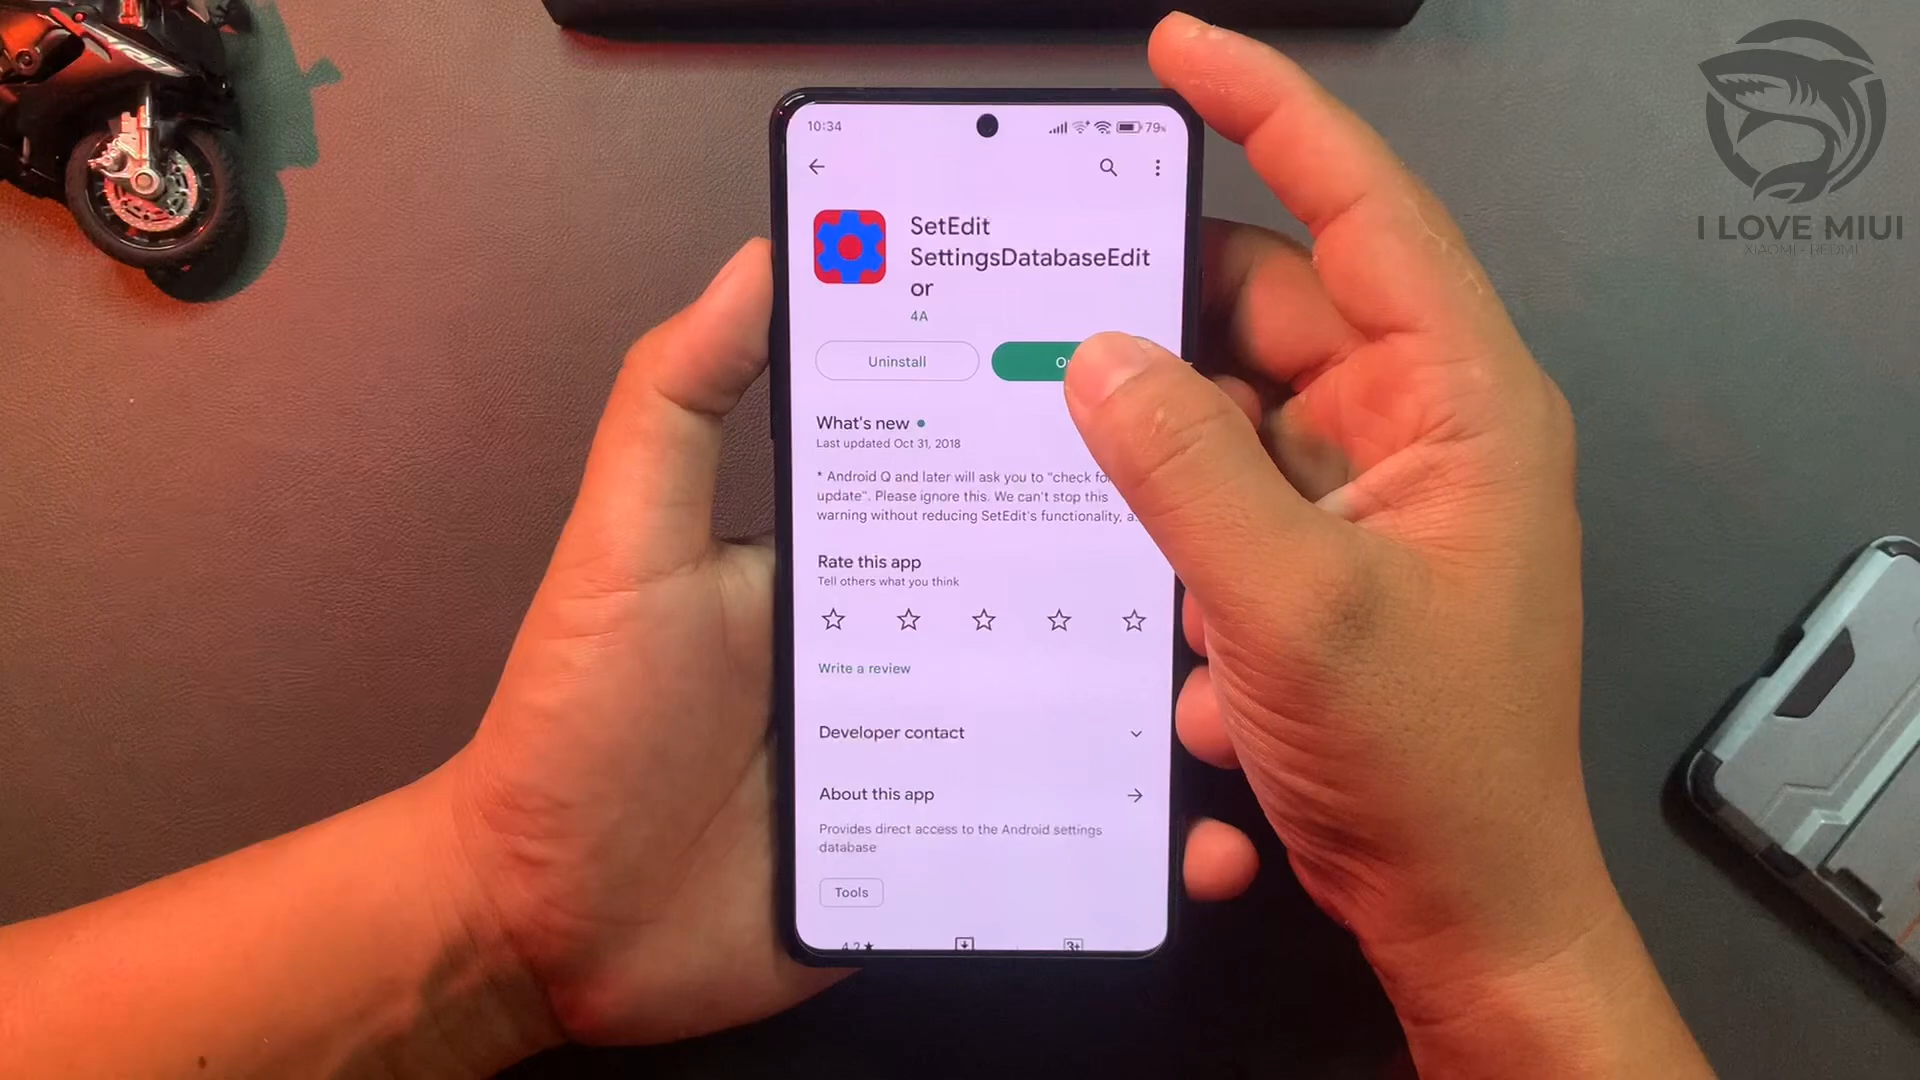 10:34
79%
I LOVE MIUI
XIAOMI - REDMI
SetEdit
SettingsDatabaseEdit
or
4A
Uninstall
What's new
Last updated Oct 31, 2018
* Android Q and later will ask you to "check for
update". Please ignore this. We can't stop this
warning without reducing SetEdit's functionality, a...
Rate this app
Tell others what you think
Write a review
Developer contact
About this app
Provides direct access to the Android settings
database
Tools
4.2★
3+